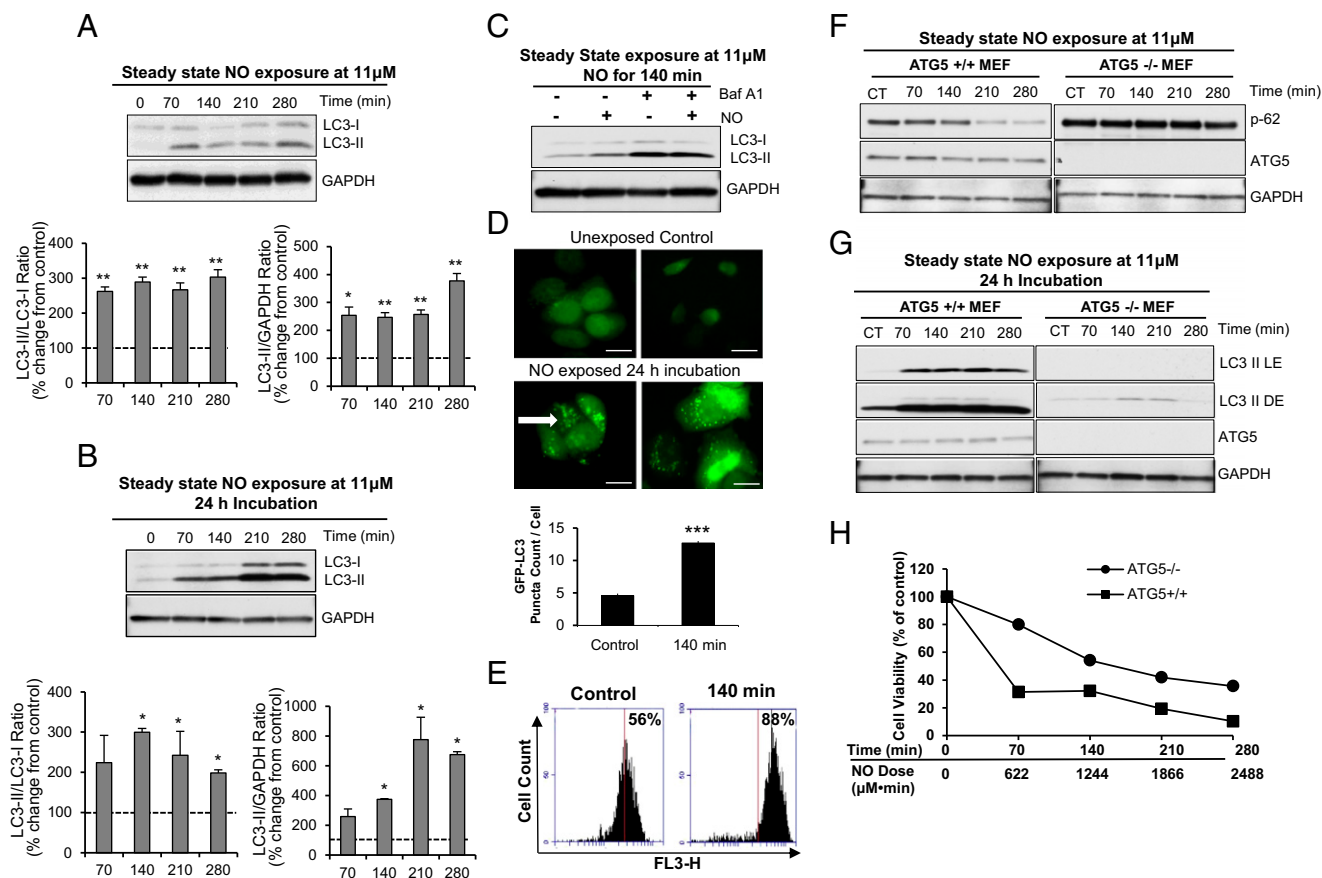 A
Steady state NO exposure at 11µM
0 70 140 210 280 Time (min)
LC3-I
LC3-II
GAPDH
LC3-II/LC3-I Ratio
(% change from control)
400
300
200
100
0
70 140 210 280
LC3-II/GAPDH Ratio
(% change from control)
500
400
300
200
100
0
70 140 210 280
** ** ** **
* ** ** **
B
Steady state NO exposure at 11µM
24 h Incubation
0 70 140 210 280 Time (min)
LC3-I
LC3-II
GAPDH
LC3-II/LC3-I Ratio
(% change from control)
400
300
200
100
0
70 140 210 280
* * *
LC3-II/GAPDH Ratio
(% change from control)
1000
800
600
400
200
0
70 140 210 280
* * *
C
Steady State exposure at 11µM
NO for 140 min
- - + + Baf A1
- + - + NO
LC3-I
LC3-II
GAPDH
D
Unexposed Control
NO exposed 24 h incubation
GFP-LC3
Puncta Count / Cell
15
10
5
0
***
Control 140 min
E
Control 140 min
56% 88%
100
50
0
100
50
0
Cell Count
FL3-H
F
Steady state NO exposure at 11µM
ATG5 +/+ MEF ATG5 -/- MEF
CT 70 140 210 280 CT 70 140 210 280 Time (min)
p-62
ATG5
GAPDH
G
Steady state NO exposure at 11µM
24 h Incubation
ATG5 +/+ MEF ATG5 -/- MEF
CT 70 140 210 280 CT 70 140 210 280 Time (min)
LC3 II LE
LC3 II DE
ATG5
GAPDH
H
Cell Viability (% of control)
120
100
80
60
40
20
0
ATG5-/-
ATG5+/+
Time (min) 0 70 140 210 280
NO Dose 0 622 1244 1866 2488
(µM•min)